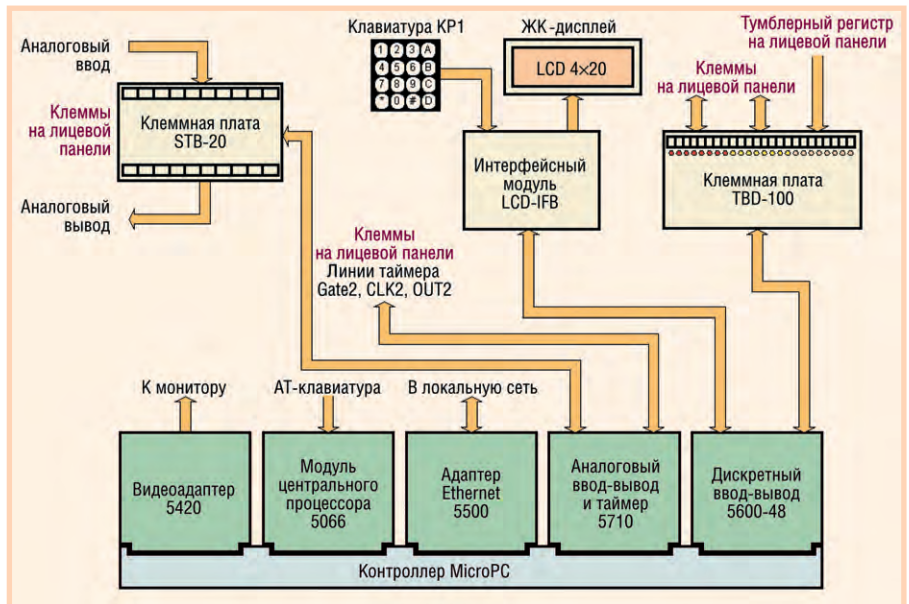 Аналоговый
ввод
Клеммы
на лицевой
панели
Клеммная плата
STB-20
Аналоговый
вывод
Клавиатура KP1
1 2 3 A
4 5 6 B
7 8 9 C
* 0 # D
ЖК-дисплей
LCD 4×20
Интерфейсный
модуль
LCD-IFB
Тумблерный регистр
на лицевой панели
Клеммы
на лицевой панели
Клеммная плата
TBD-100
Клеммы
на лицевой панели
Линии таймера
Gate2, CLK2, OUT2
К монитору
АТ-клавиатура
В локальную сеть
Видеоадаптер
5420
Модуль
центрального
процессора
5066
Адаптер
Ethernet
5500
Аналоговый
ввод-вывод
и таймер
5710
Дискретный
ввод-вывод
5600-48
Контроллер MicroPC